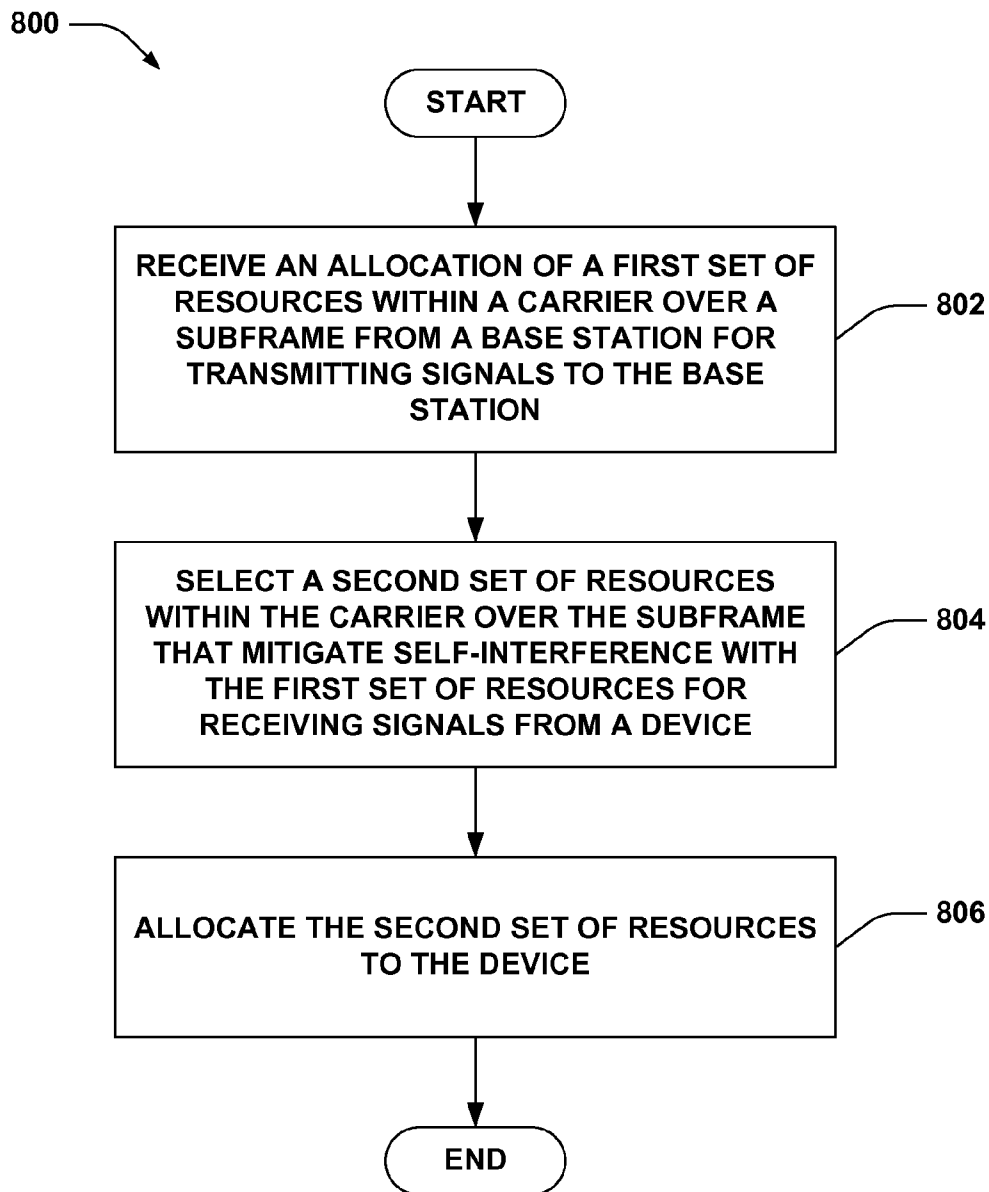 800
START
RECEIVE AN ALLOCATION OF A FIRST SET OF
RESOURCES WITHIN A CARRIER OVER A
SUBFRAME FROM A BASE STATION FOR
TRANSMITTING SIGNALS TO THE BASE
STATION
802
SELECT A SECOND SET OF RESOURCES
WITHIN THE CARRIER OVER THE SUBFRAME
THAT MITIGATE SELF-INTERFERENCE WITH
THE FIRST SET OF RESOURCES FOR
RECEIVING SIGNALS FROM A DEVICE
804
ALLOCATE THE SECOND SET OF RESOURCES
TO THE DEVICE
806
END